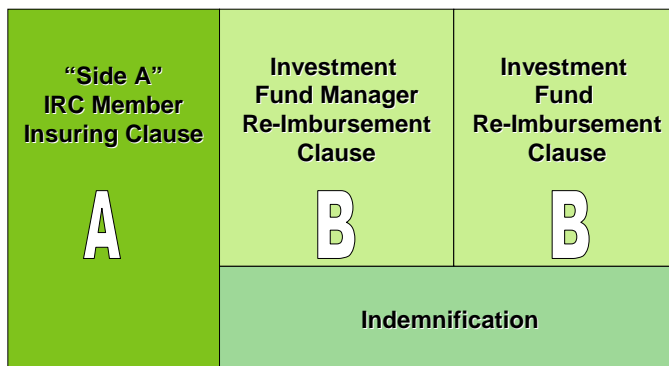 “Side A”
IRC Member
Insuring Clause
A
Investment
Fund Manager
Re-Imbursement
Clause
B
Investment
Fund
Re-Imbursement
Clause
B
Indemnification